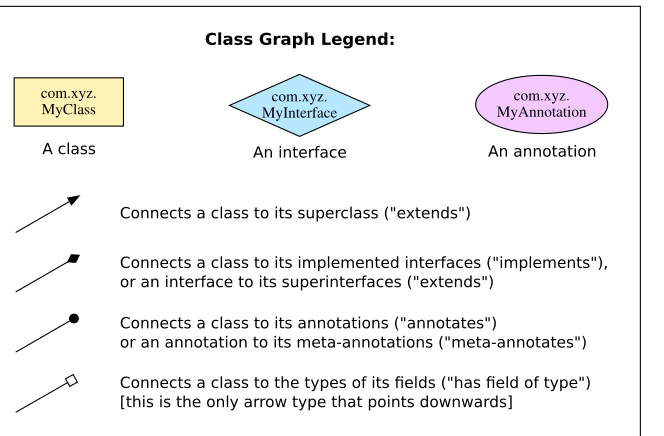 Class Graph Legend:
com.xyz.
MyClass
com.xyz.
MyInterface
com.xyz.
MyAnnotation
A class
An interface
An annotation
Connects a class to its superclass ("extends")
Connects a class to its implemented interfaces ("implements"),
or an interface to its superinterfaces ("extends")
Connects a class to its annotations ("annotates")
or an annotation to its meta-annotations ("meta-annotates")
Connects a class to the types of its fields ("has field of type")
[this is the only arrow type that points downwards]